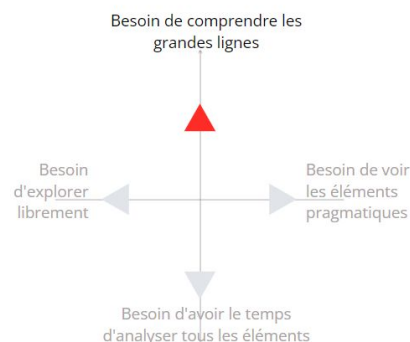 Besoin de comprendre les
grandes lignes
Besoin
d'explorer
librement
Besoin de voir
les éléments
pragmatiques
Besoin d'avoir le temps
d'analyser tous les éléments